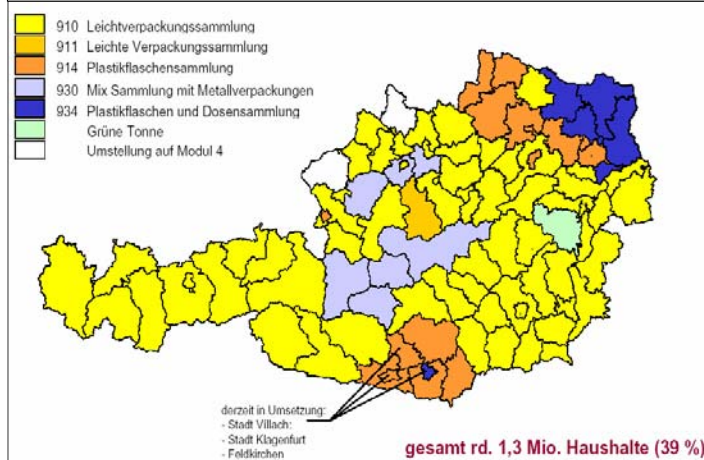 910 Leichtverpackungssammlung
911 Leichte Verpackungssammlung
914 Plastikflaschensammlung
930 Mix Sammlung mit Metallverpackungen
934 Plastikflaschen und Dosensammlung
Grüne Tonne
Umstellung auf Modul 4
derzeit in Umsetzung:
- Stadt Villach:
- Stadt Klagenfurt
- Feldkirchen
gesamt rd. 1,3 Mio. Haushalte (39 %)